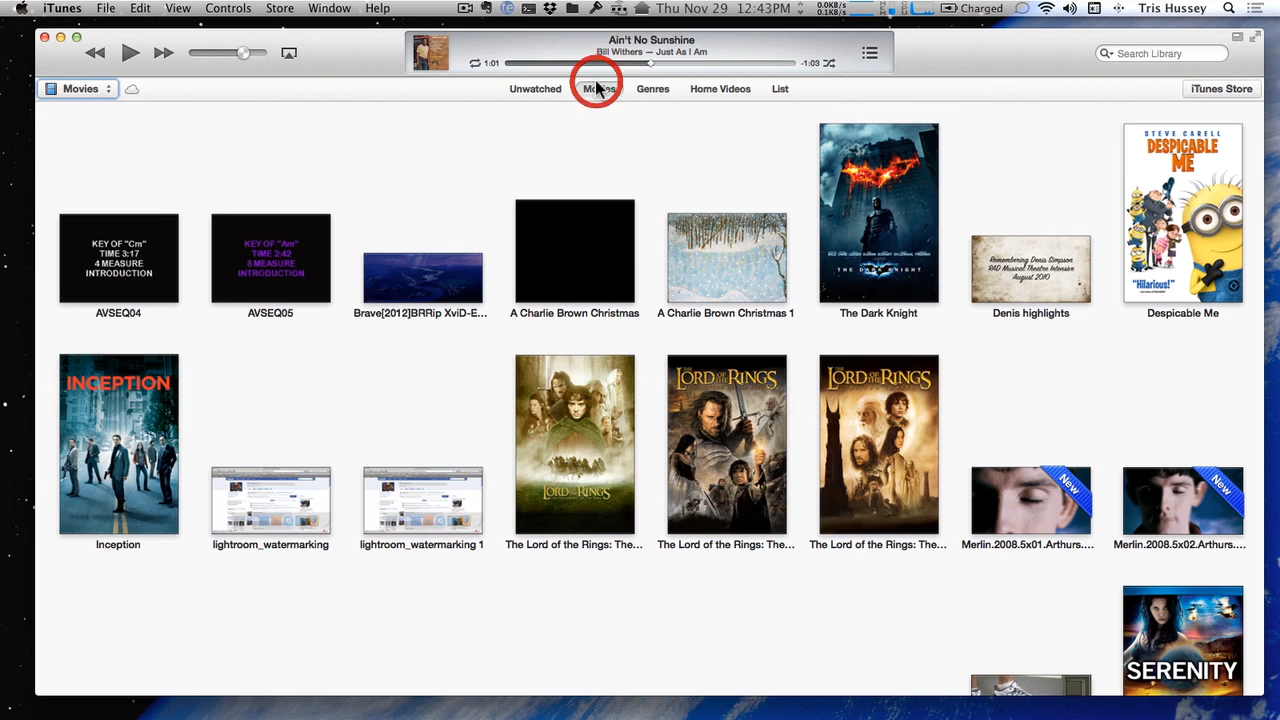 iTunes File Edit View Controls Store Window Help Thu Nov 29 12:43PM 0.0KB/s 0.1KB/s Charged Tris Hussey
Ain't No Sunshine
Bill Withers — Just As I Am
1:01 -1:03
Search Library
Movies Unwatched Genres Home Videos List iTunes Store
KEY OF "Cm"
TIME 3:17
4 MEASURE
INTRODUCTION
AVSEQ04
KEY OF "Am"
TIME 2:42
8 MEASURE
INTRODUCTION
AVSEQ05
Brave[2012]BRRip XviD-E...
A Charlie Brown Christmas
A Charlie Brown Christmas 1
THE DARK KNIGHT
The Dark Knight
Remembering Denis Simpson
RAD Musical Theatre Intensive
August 2010
Denis highlights
STEVE CARELL
DESPICABLE
ME
"Hilarious!"
Despicable Me
INCEPTION
Inception
lightroom_watermarking
lightroom_watermarking 1
THE LORD OF THE RINGS
The Lord of the Rings: The...
THE LORD OF THE RINGS
The Lord of the Rings: The...
THE LORD OF THE RINGS
The Lord of the Rings: The...
New
Merlin.2008.5x01.Arthurs....
New
Merlin.2008.5x02.Arthurs....
SERENITY